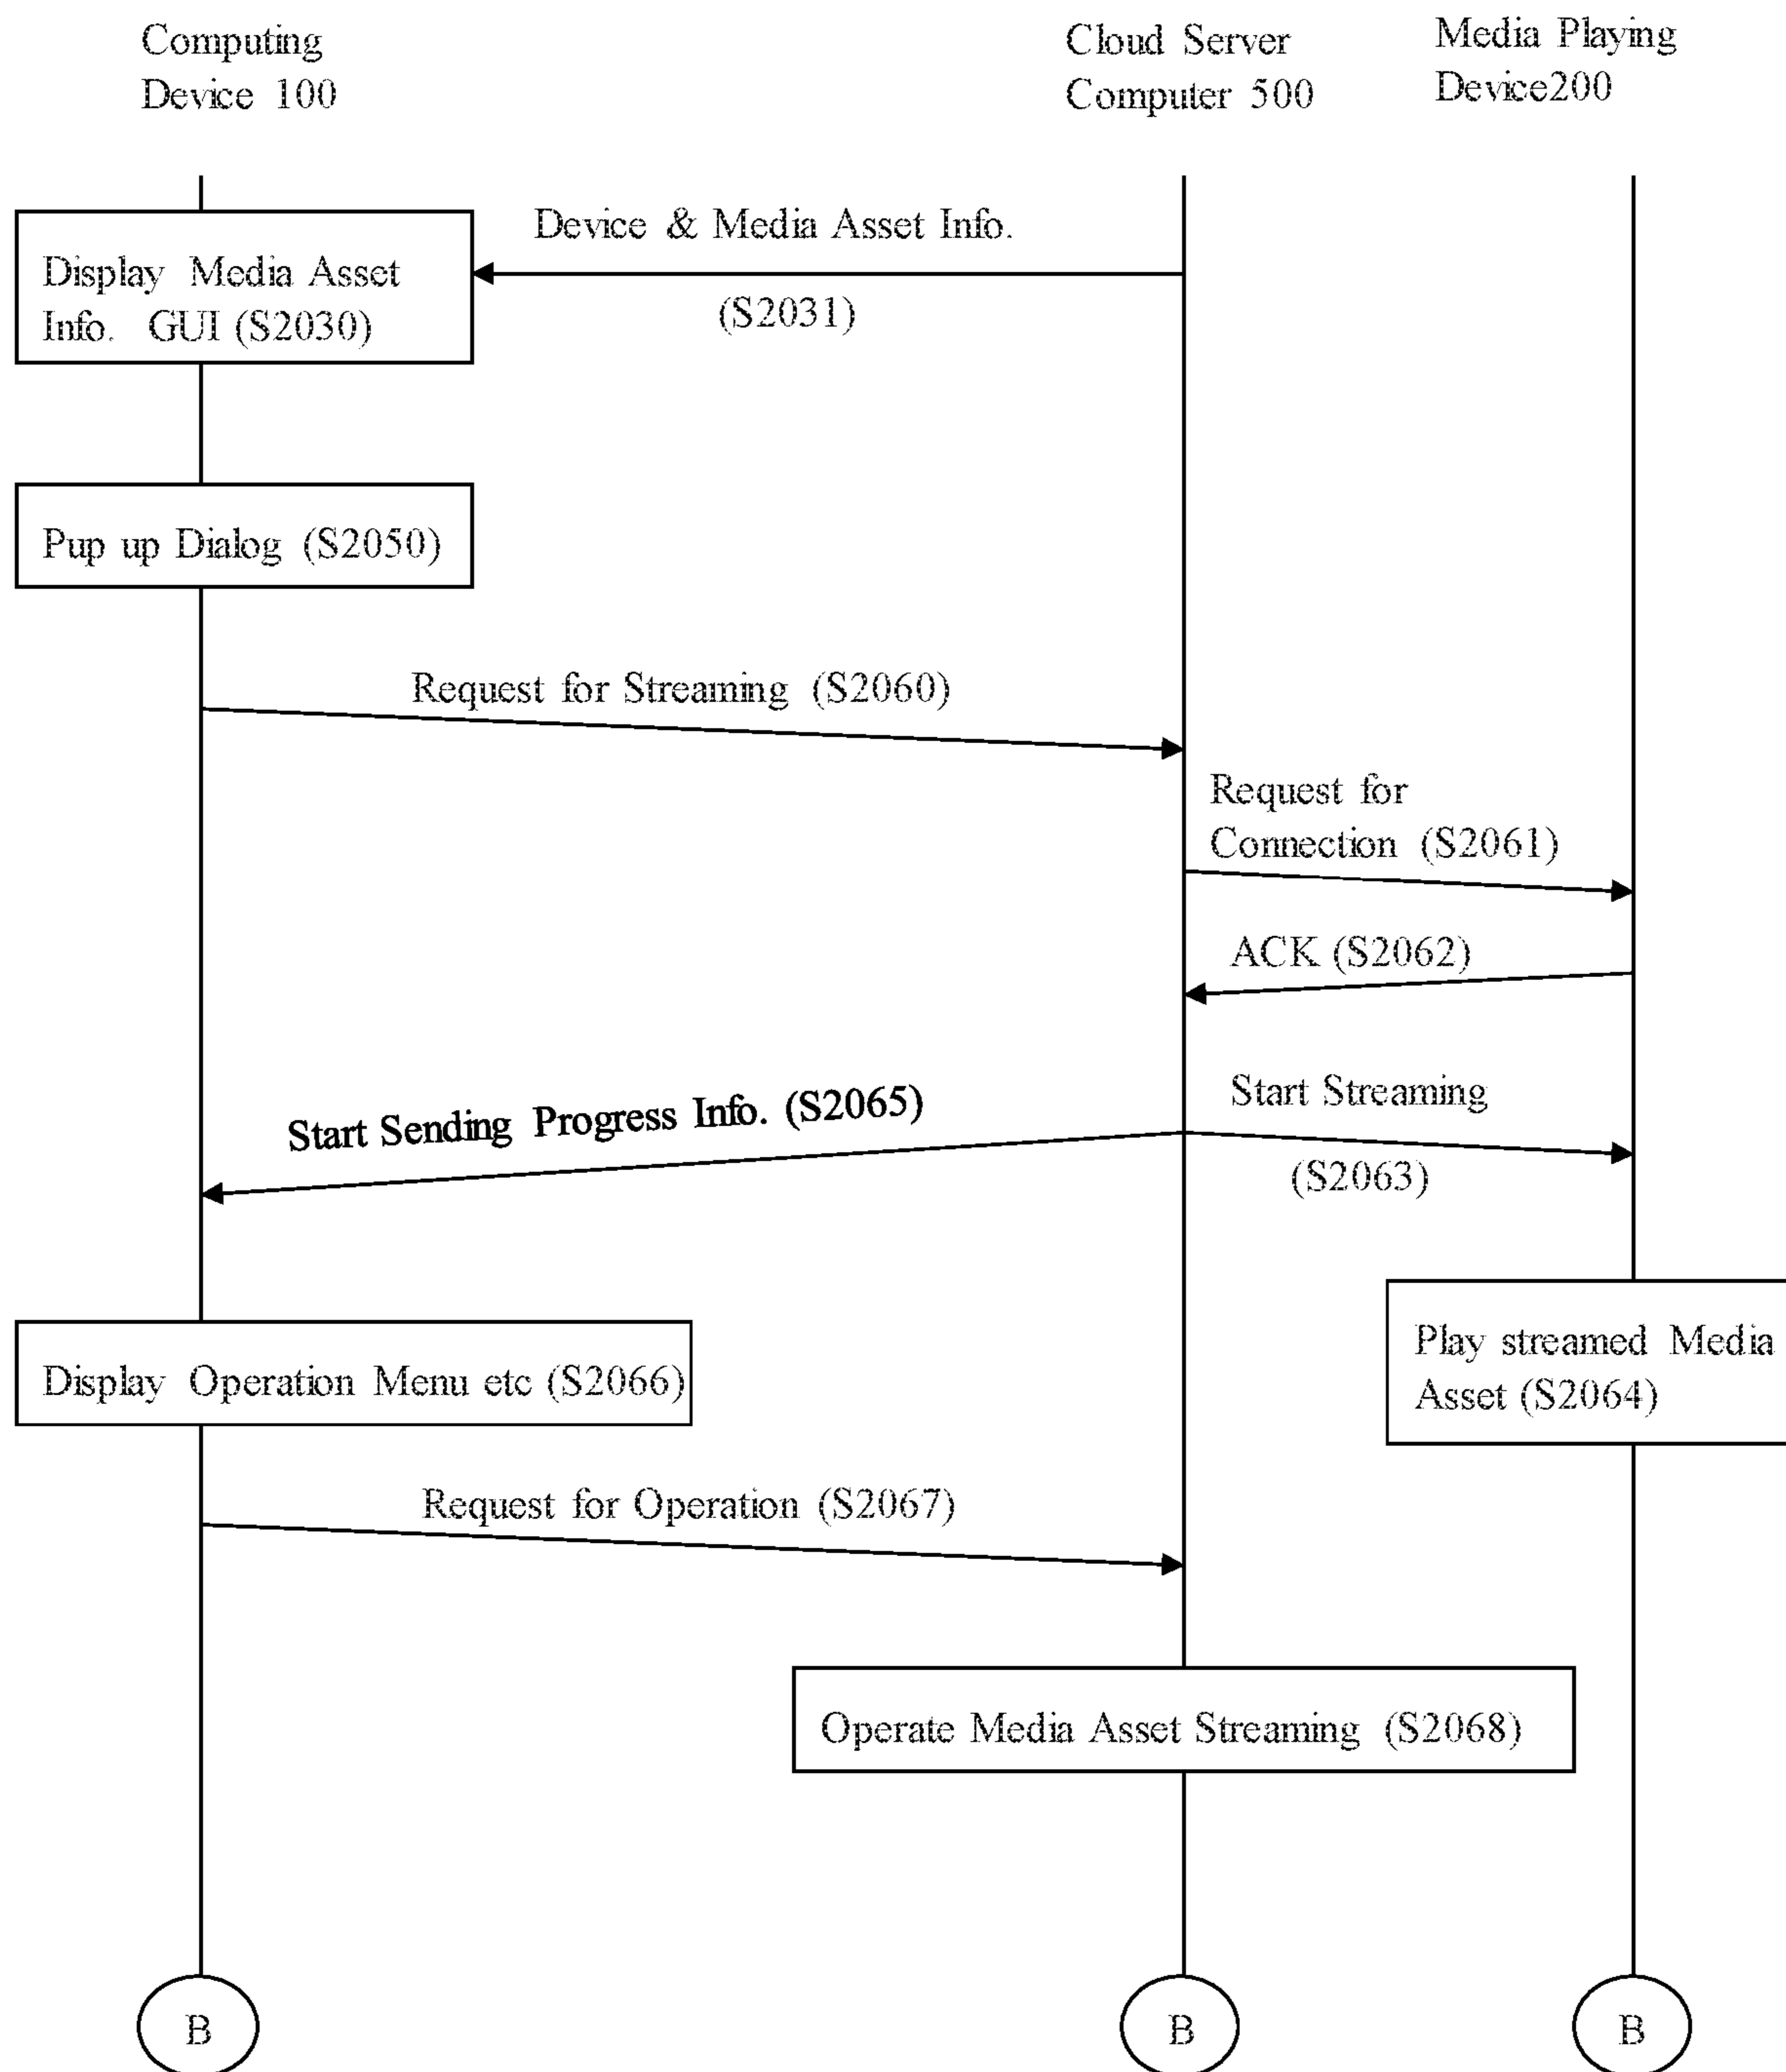 Computing
Device 100
Cloud Server
Computer 500
Media Playing
Device200
Device & Media Asset Info.
(S2031)
Display Media Asset
Info. GUI (S2030)
Pup up Dialog (S2050)
Request for Streaming (S2060)
Request for
Connection (S2061)
ACK (S2062)
Start Sending Progress Info. (S2065)
Start Streaming
(S2063)
Play streamed Media
Asset (S2064)
Display Operation Menu etc (S2066)
Request for Operation (S2067)
Operate Media Asset Streaming (S2068)
B
B
B